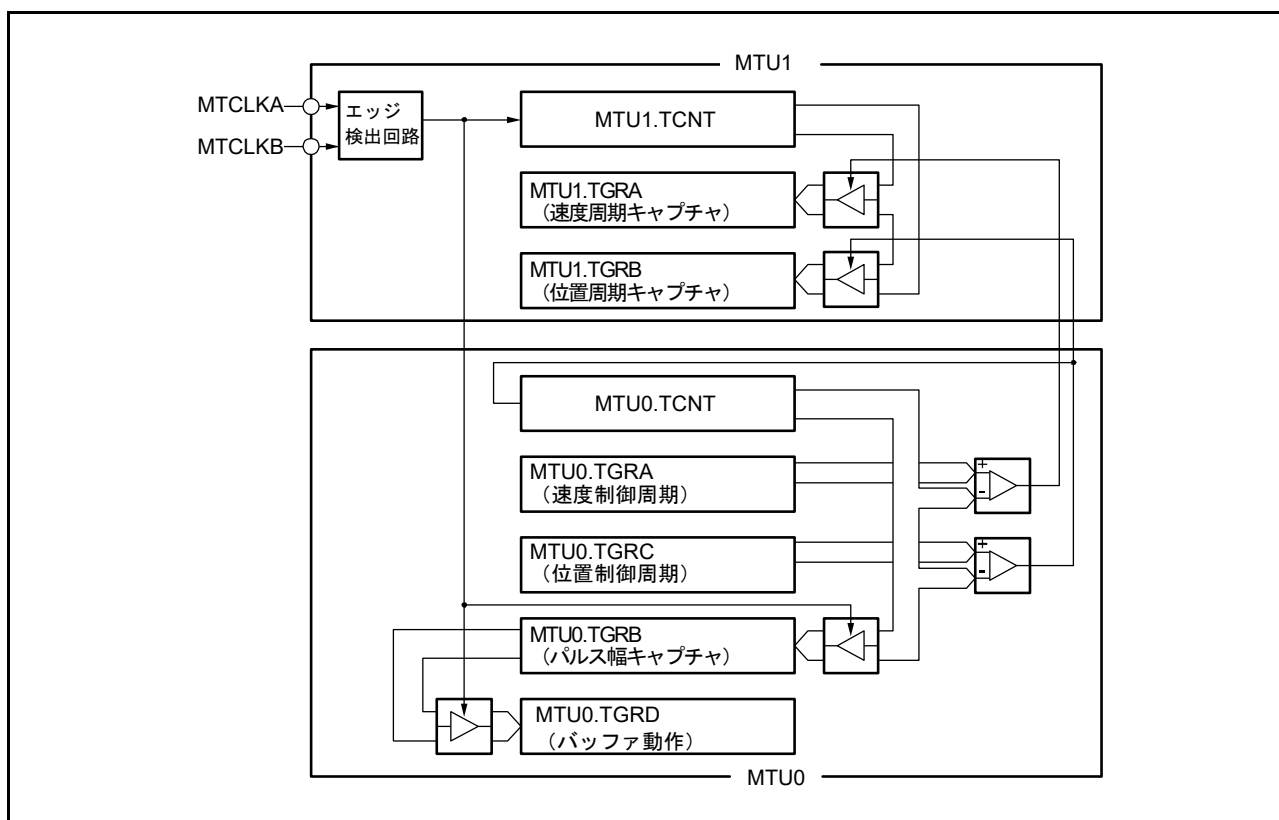 MTU1
MTCLKA
MTCLKB
エッジ
検出回路
MTU1.TCNT
MTU1.TGRA
（速度周期キャプチャ）
MTU1.TGRB
（位置周期キャプチャ）
MTU0.TCNT
MTU0.TGRA
（速度制御周期）
+
-
MTU0.TGRC
（位置制御周期）
+
-
MTU0.TGRB
（パルス幅キャプチャ）
MTU0.TGRD
（バッファ動作）
MTU0